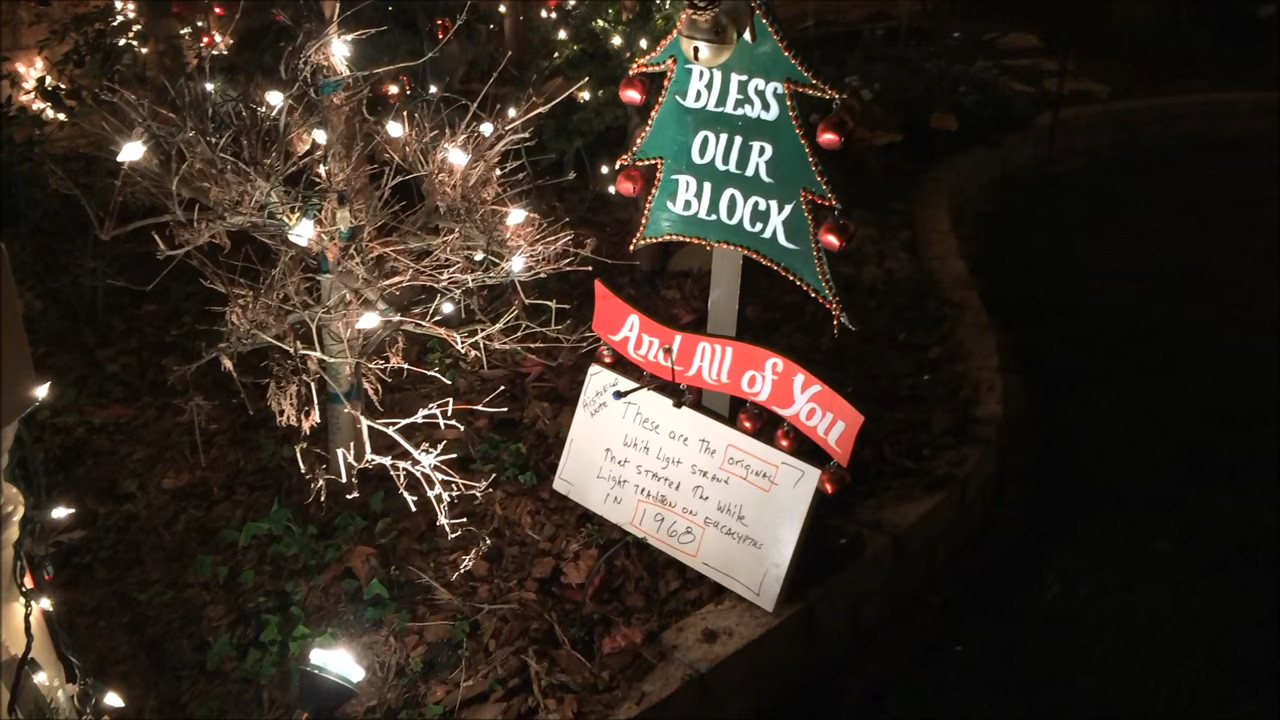 BLESS
OUR
BLOCK
And All of You
Historical
Note
These are The ORIGINAL
White Light STRAND
That STARTED The White
Light TRADITION ON EUCALYPTUS
IN
1968